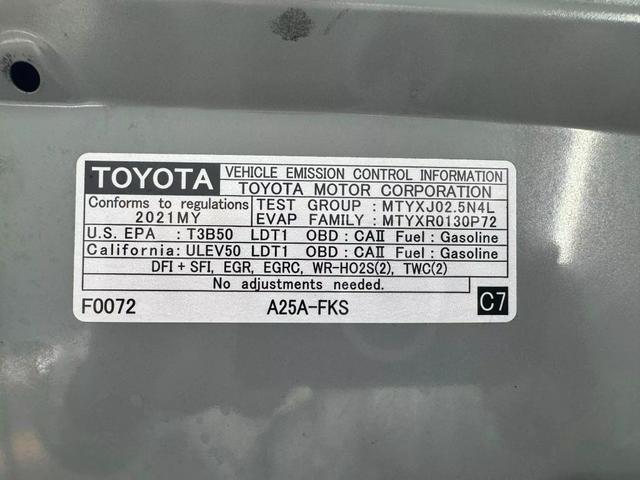 TOYOTA VEHICLE EMISSION CONTROL INFORMATION
TOYOTA MOTOR CORPORATION
Conforms to regulations TEST GROUP : MTYXJ02.5N4L
2021MY EVAP FAMILY : MTYXR0130P72
U.S. EPA : T3B50 LDT1 OBD : CAII Fuel : Gasoline
California: ULEV50 LDT1 OBD : CAII Fuel : Gasoline
DFI + SFI, EGR, EGRC, WR-HO2S(2), TWC(2)
No adjustments needed.
F0072 A25A-FKS C7